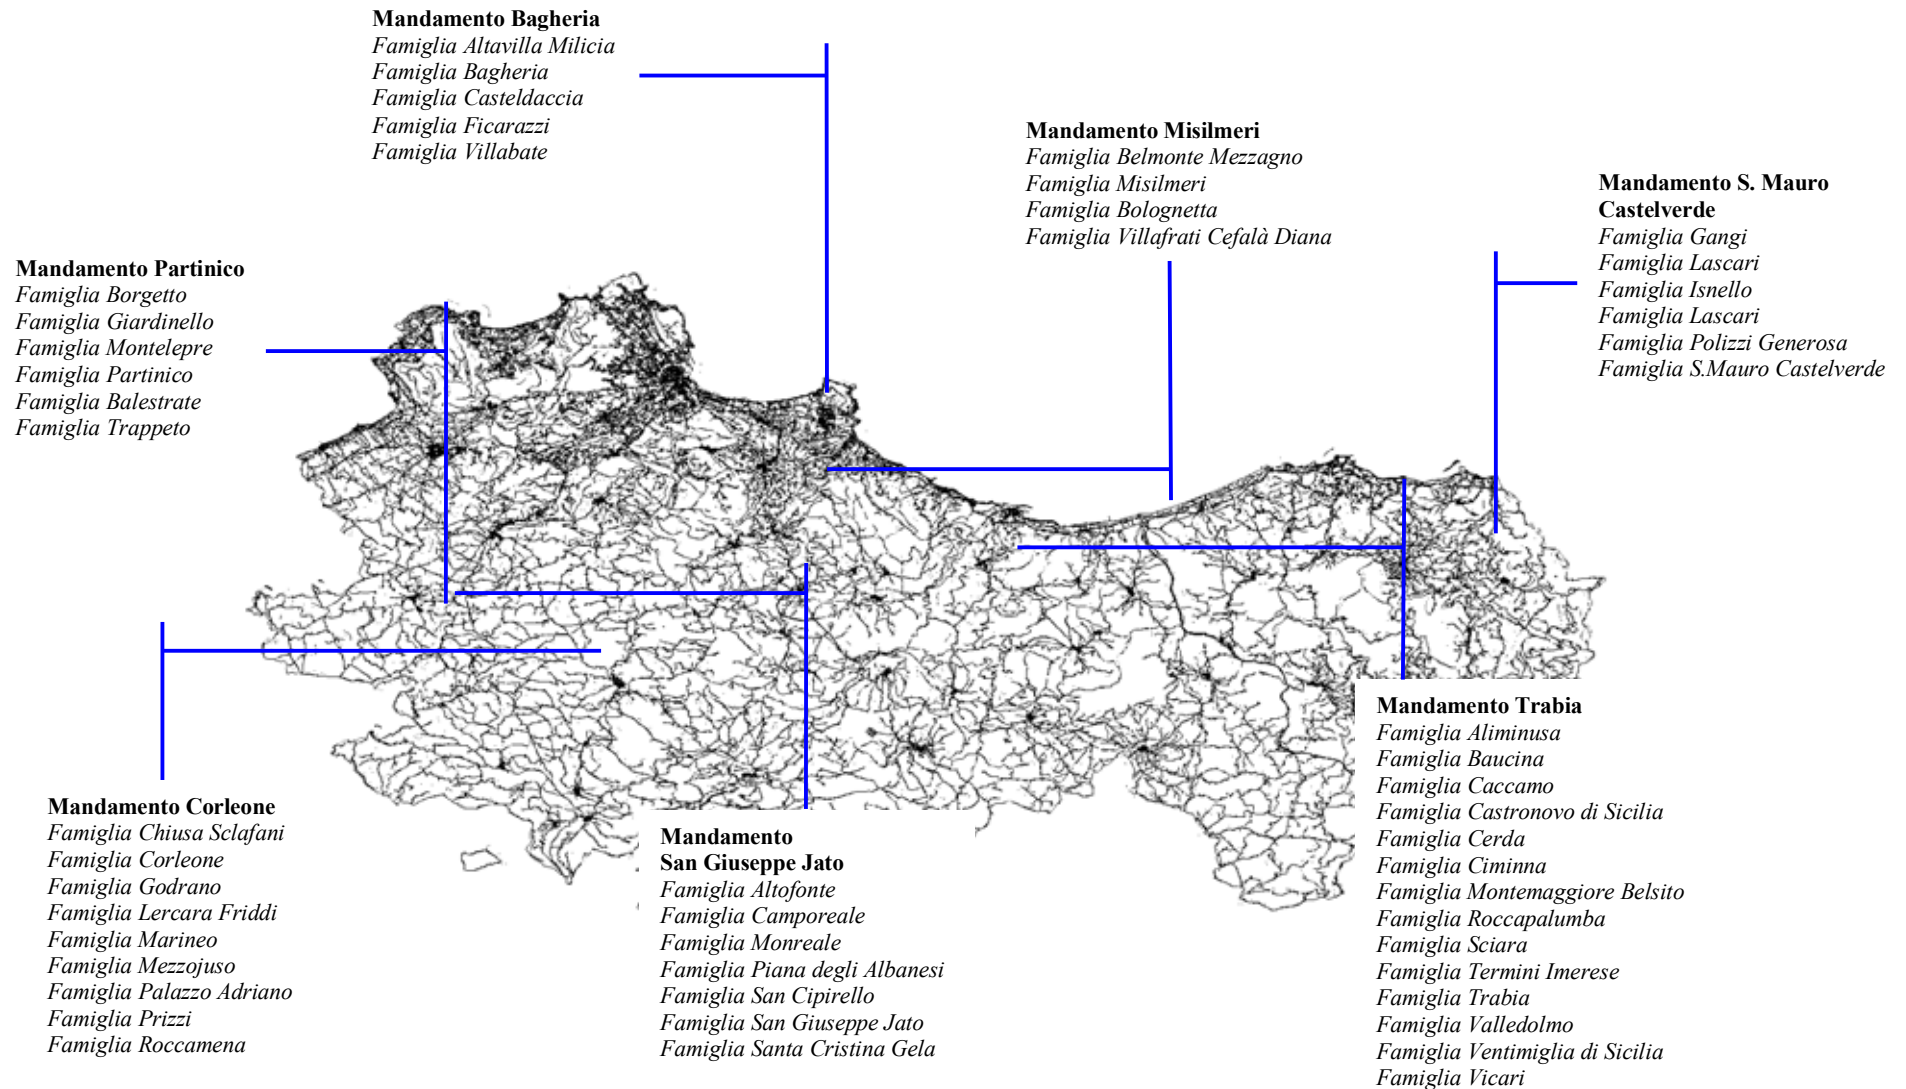 Mandamento Bagheria
Famiglia Altavilla Milicia
Famiglia Bagheria
Famiglia Casteldaccia
Famiglia Ficarazzi
Famiglia Villabate
Mandamento Misilmeri
Famiglia Belmonte Mezzagno
Famiglia Misilmeri
Famiglia Bolognetta
Famiglia Villafrati Cefalà Diana
Mandamento S. Mauro
Castelverde
Famiglia Gangi
Famiglia Lascari
Famiglia Isnello
Famiglia Lascari
Famiglia Polizzi Generosa
Famiglia S.Mauro Castelverde
Mandamento Partinico
Famiglia Borgetto
Famiglia Giardinello
Famiglia Montelepre
Famiglia Partinico
Famiglia Balestrate
Famiglia Trappeto
Mandamento Corleone
Famiglia Chiusa Sclafani
Famiglia Corleone
Famiglia Godrano
Famiglia Lercara Friddi
Famiglia Marineo
Famiglia Mezzojuso
Famiglia Palazzo Adriano
Famiglia Prizzi
Famiglia Roccamena
Mandamento
San Giuseppe Jato
Famiglia Altofonte
Famiglia Camporeale
Famiglia Monreale
Famiglia Piana degli Albanesi
Famiglia San Cipirello
Famiglia San Giuseppe Jato
Famiglia Santa Cristina Gela
Mandamento Trabia
Famiglia Aliminusa
Famiglia Baucina
Famiglia Caccamo
Famiglia Castronovo di Sicilia
Famiglia Cerda
Famiglia Ciminna
Famiglia Montemaggiore Belsito
Famiglia Roccapalumba
Famiglia Sciara
Famiglia Termini Imerese
Famiglia Trabia
Famiglia Valledolmo
Famiglia Ventimiglia di Sicilia
Famiglia Vicari